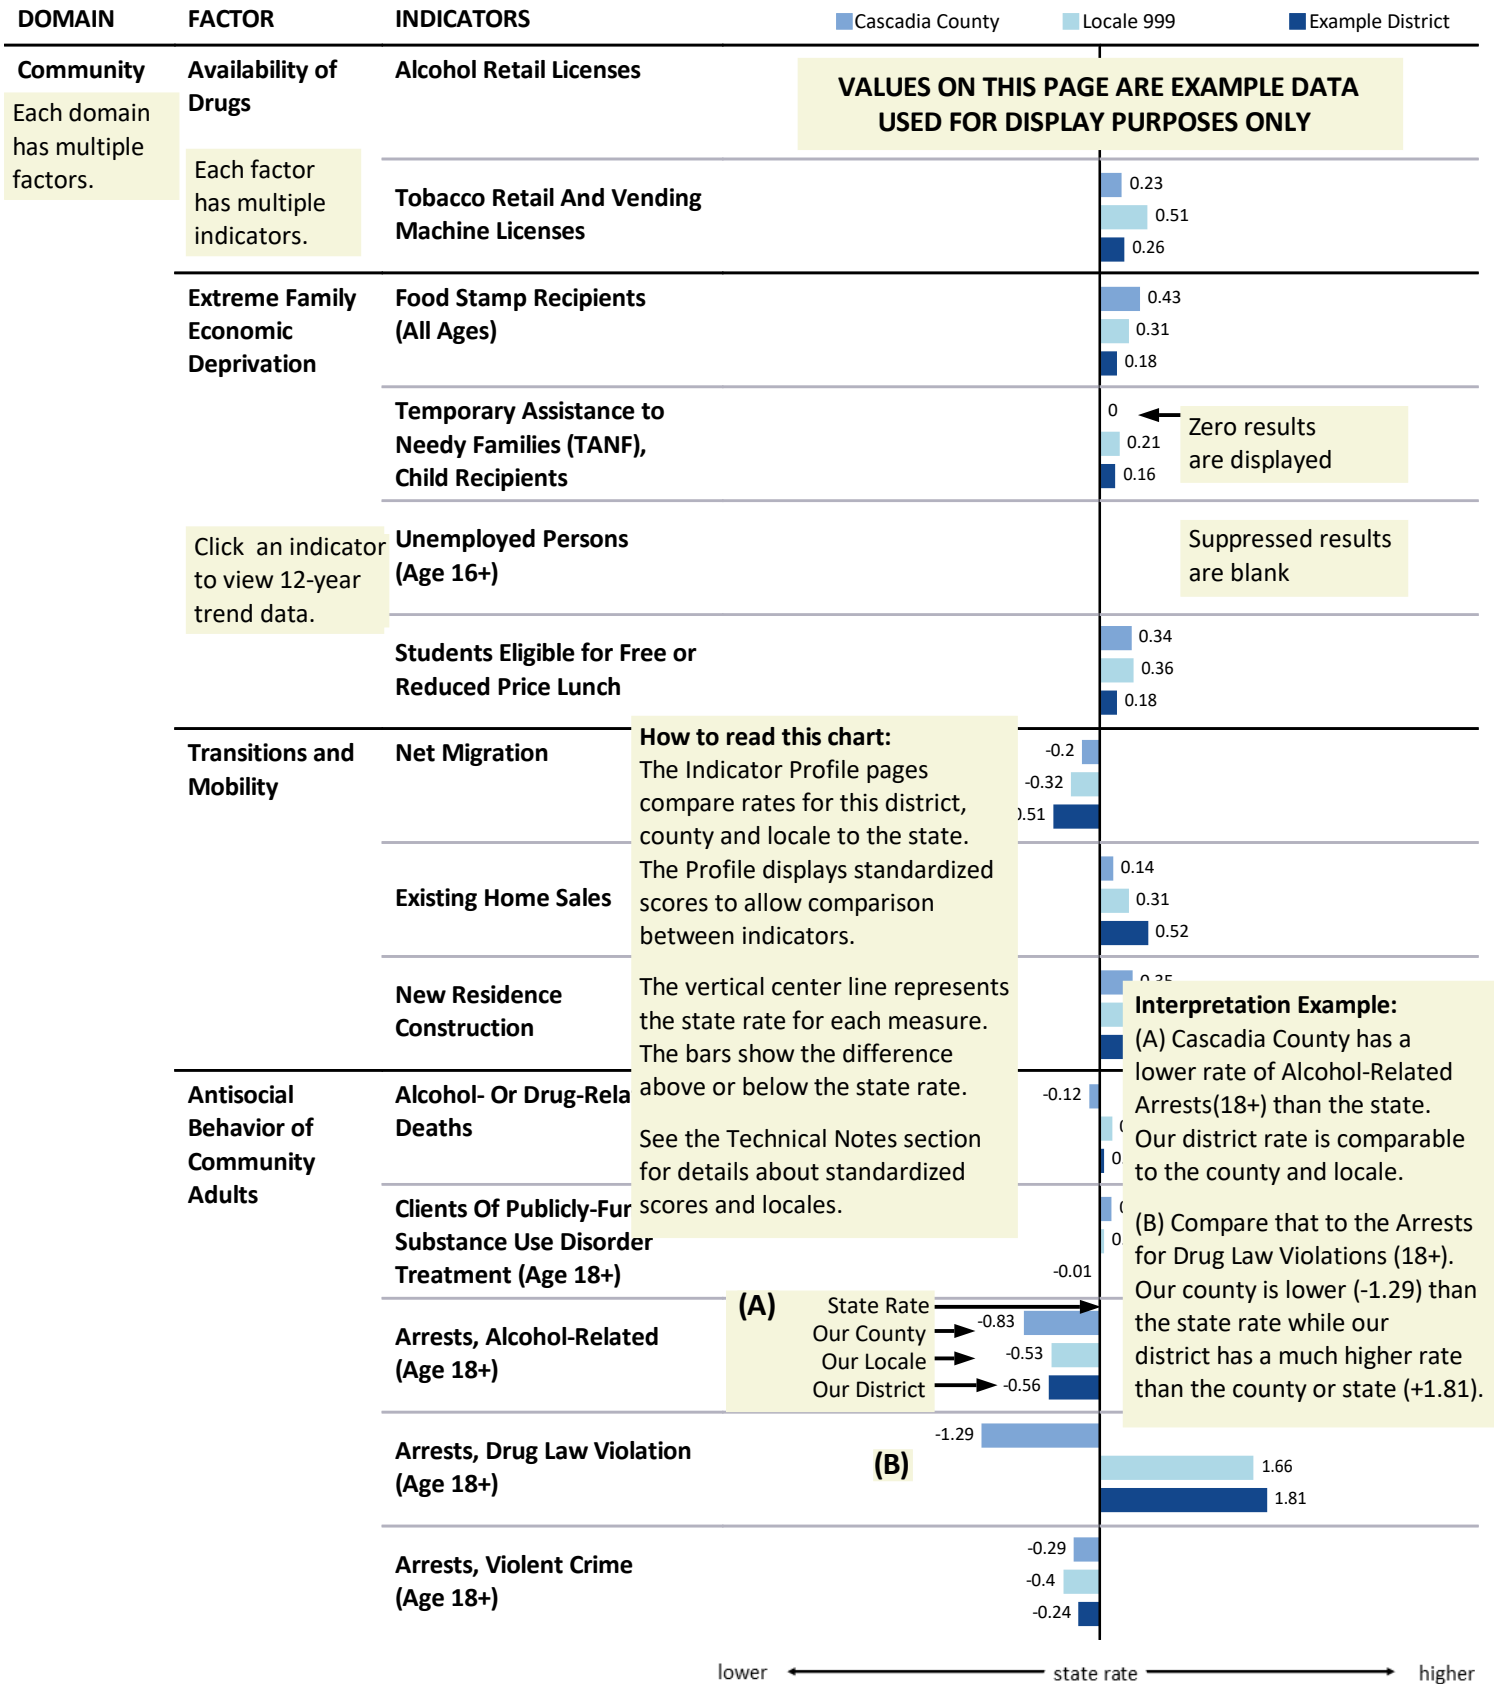 DOMAIN FACTOR INDICATORS Cascadia County Locale 999 Example District
Community
Each domain
has multiple
factors.
Availability of
Drugs
Each factor
has multiple
indicators.
Alcohol Retail Licenses
VALUES ON THIS PAGE ARE EXAMPLE DATA
USED FOR DISPLAY PURPOSES ONLY
Tobacco Retail And Vending
Machine Licenses
0.23
0.51
0.26
Extreme Family
Economic
Deprivation
Food Stamp Recipients
(All Ages)
0.43
0.31
0.18
Temporary Assistance to
Needy Families (TANF),
Child Recipients
0
0.21
0.16
Zero results
are displayed
Click an indicator
to view 12-year
trend data.
Unemployed Persons
(Age 16+)
Suppressed results
are blank
Students Eligible for Free or
Reduced Price Lunch
0.34
0.36
0.18
Transitions and
Mobility
Net Migration
-0.2
-0.32
.51
How to read this chart:
The Indicator Profile pages
compare rates for this district,
county and locale to the state.
The Profile displays standardized
scores to allow comparison
between indicators.
The vertical center line represents
the state rate for each measure.
The bars show the difference
above or below the state rate.
See the Technical Notes section
for details about standardized
scores and locales.
Existing Home Sales
0.14
0.31
0.52
New Residence
Construction
Interpretation Example:
(A) Cascadia County has a
lower rate of Alcohol-Related
Arrests(18+) than the state.
Our district rate is comparable
to the county and locale.
(B) Compare that to the Arrests
for Drug Law Violations (18+).
Our county is lower (-1.29) than
the state rate while our
district has a much higher rate
than the county or state (+1.81).
Antisocial
Behavior of
Community
Adults
Alcohol- Or Drug-Rela
Deaths
-0.12
0.
Clients Of Publicly-Fur
Substance Use Disorder
Treatment (Age 18+)
0.
-0.01
Arrests, Alcohol-Related
(Age 18+)
(A)
State Rate
Our County
Our Locale
Our District
-0.83
-0.53
-0.56
Arrests, Drug Law Violation
(Age 18+)
(B)
-1.29
1.66
1.81
Arrests, Violent Crime
(Age 18+)
-0.29
-0.4
-0.24
lower state rate higher